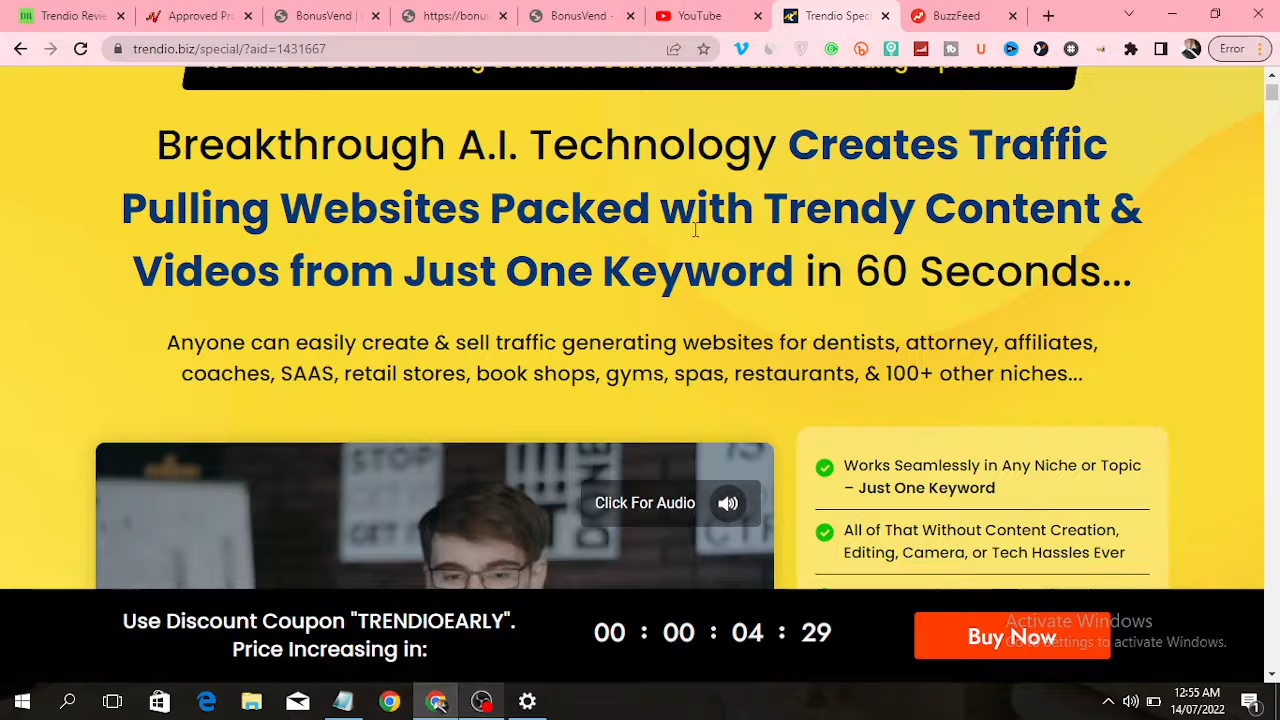 Trendio Revie
Approved Pr
BonusVend |
https://bonu
BonusVend -
YouTube
Trendio Spec
BuzzFeed
trendio.biz/special/?aid=1431667
Error
Breakthrough A.I. Technology Creates Traffic
Pulling Websites Packed with Trendy Content &
Videos from Just One Keyword in 60 Seconds...
Anyone can easily create & sell traffic generating websites for dentists, attorney, affiliates,
coaches, SAAS, retail stores, book shops, gyms, spas, restaurants, & 100+ other niches...
STOP
Click For Audio
Works Seamlessly in Any Niche or Topic
– Just One Keyword
All of That Without Content Creation,
Editing, Camera, or Tech Hassles Ever
Use Discount Coupon "TRENDIOEARLY".
Price Increasing in:
00 : 00 : 04 : 29
Buy Now
Activate Windows
Go to Settings to activate Windows.
12:55 AM
14/07/2022